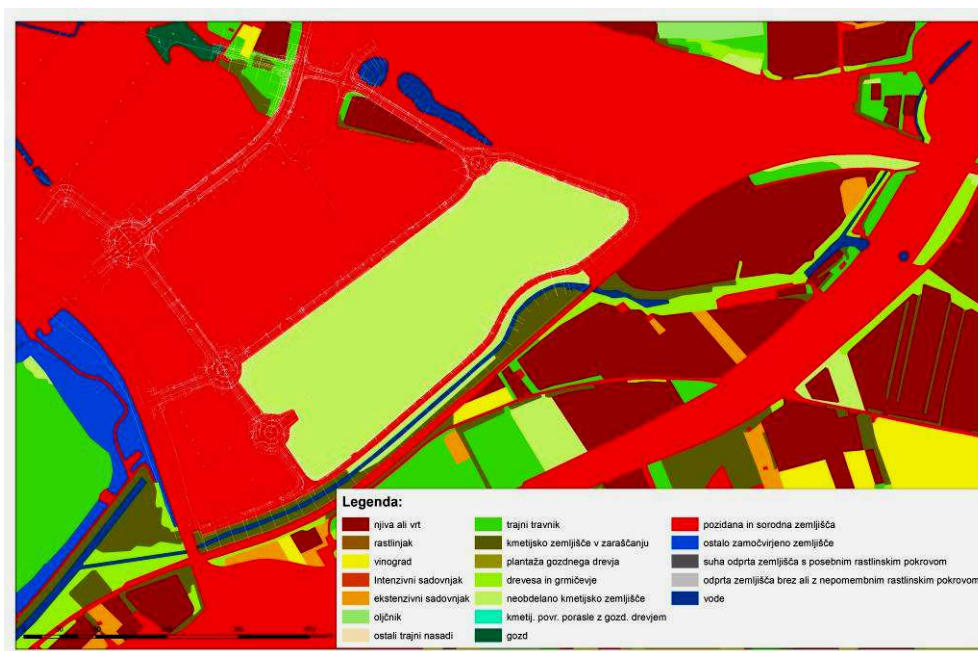 Legenda:
njiva ali vrt
rastlinjak
vinograd
Intenzivni sadovnjak
ekstenzivni sadovnjak
oljčnik
ostali trajni nasadi
trajni travnik
kmetijsko zemljišče v zaraščanju
plantaža gozdnega drevja
drevesa in grmičevje
neobdelano kmetijsko zemljišče
kmetij. povr. porasle z gozd. drevjem
gozd
pozidana in sorodna zemljišča
ostalo zamočvirjeno zemljišče
suha odprta zemljišča s posebnim rastlinskim pokrovom
odprta zemljišča brez ali z nepomembnim rastlinskim pokrovom
vode